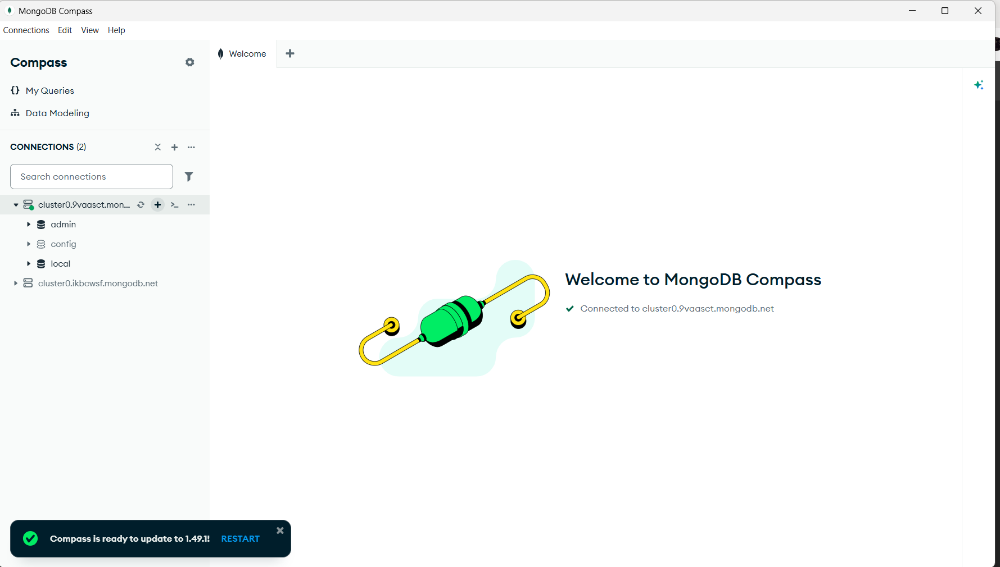 MongoDB Compass
Connections Edit View Help
Compass
My Queries
Data Modeling
CONNECTIONS (2)
Search connections
cluster0.9vaasct.mon...
admin
config
local
cluster0.ikbcwsf.mongodb.net
Welcome
Welcome to MongoDB Compass
Connected to cluster0.9vaasct.mongodb.net
Compass is ready to update to 1.49.1! RESTART